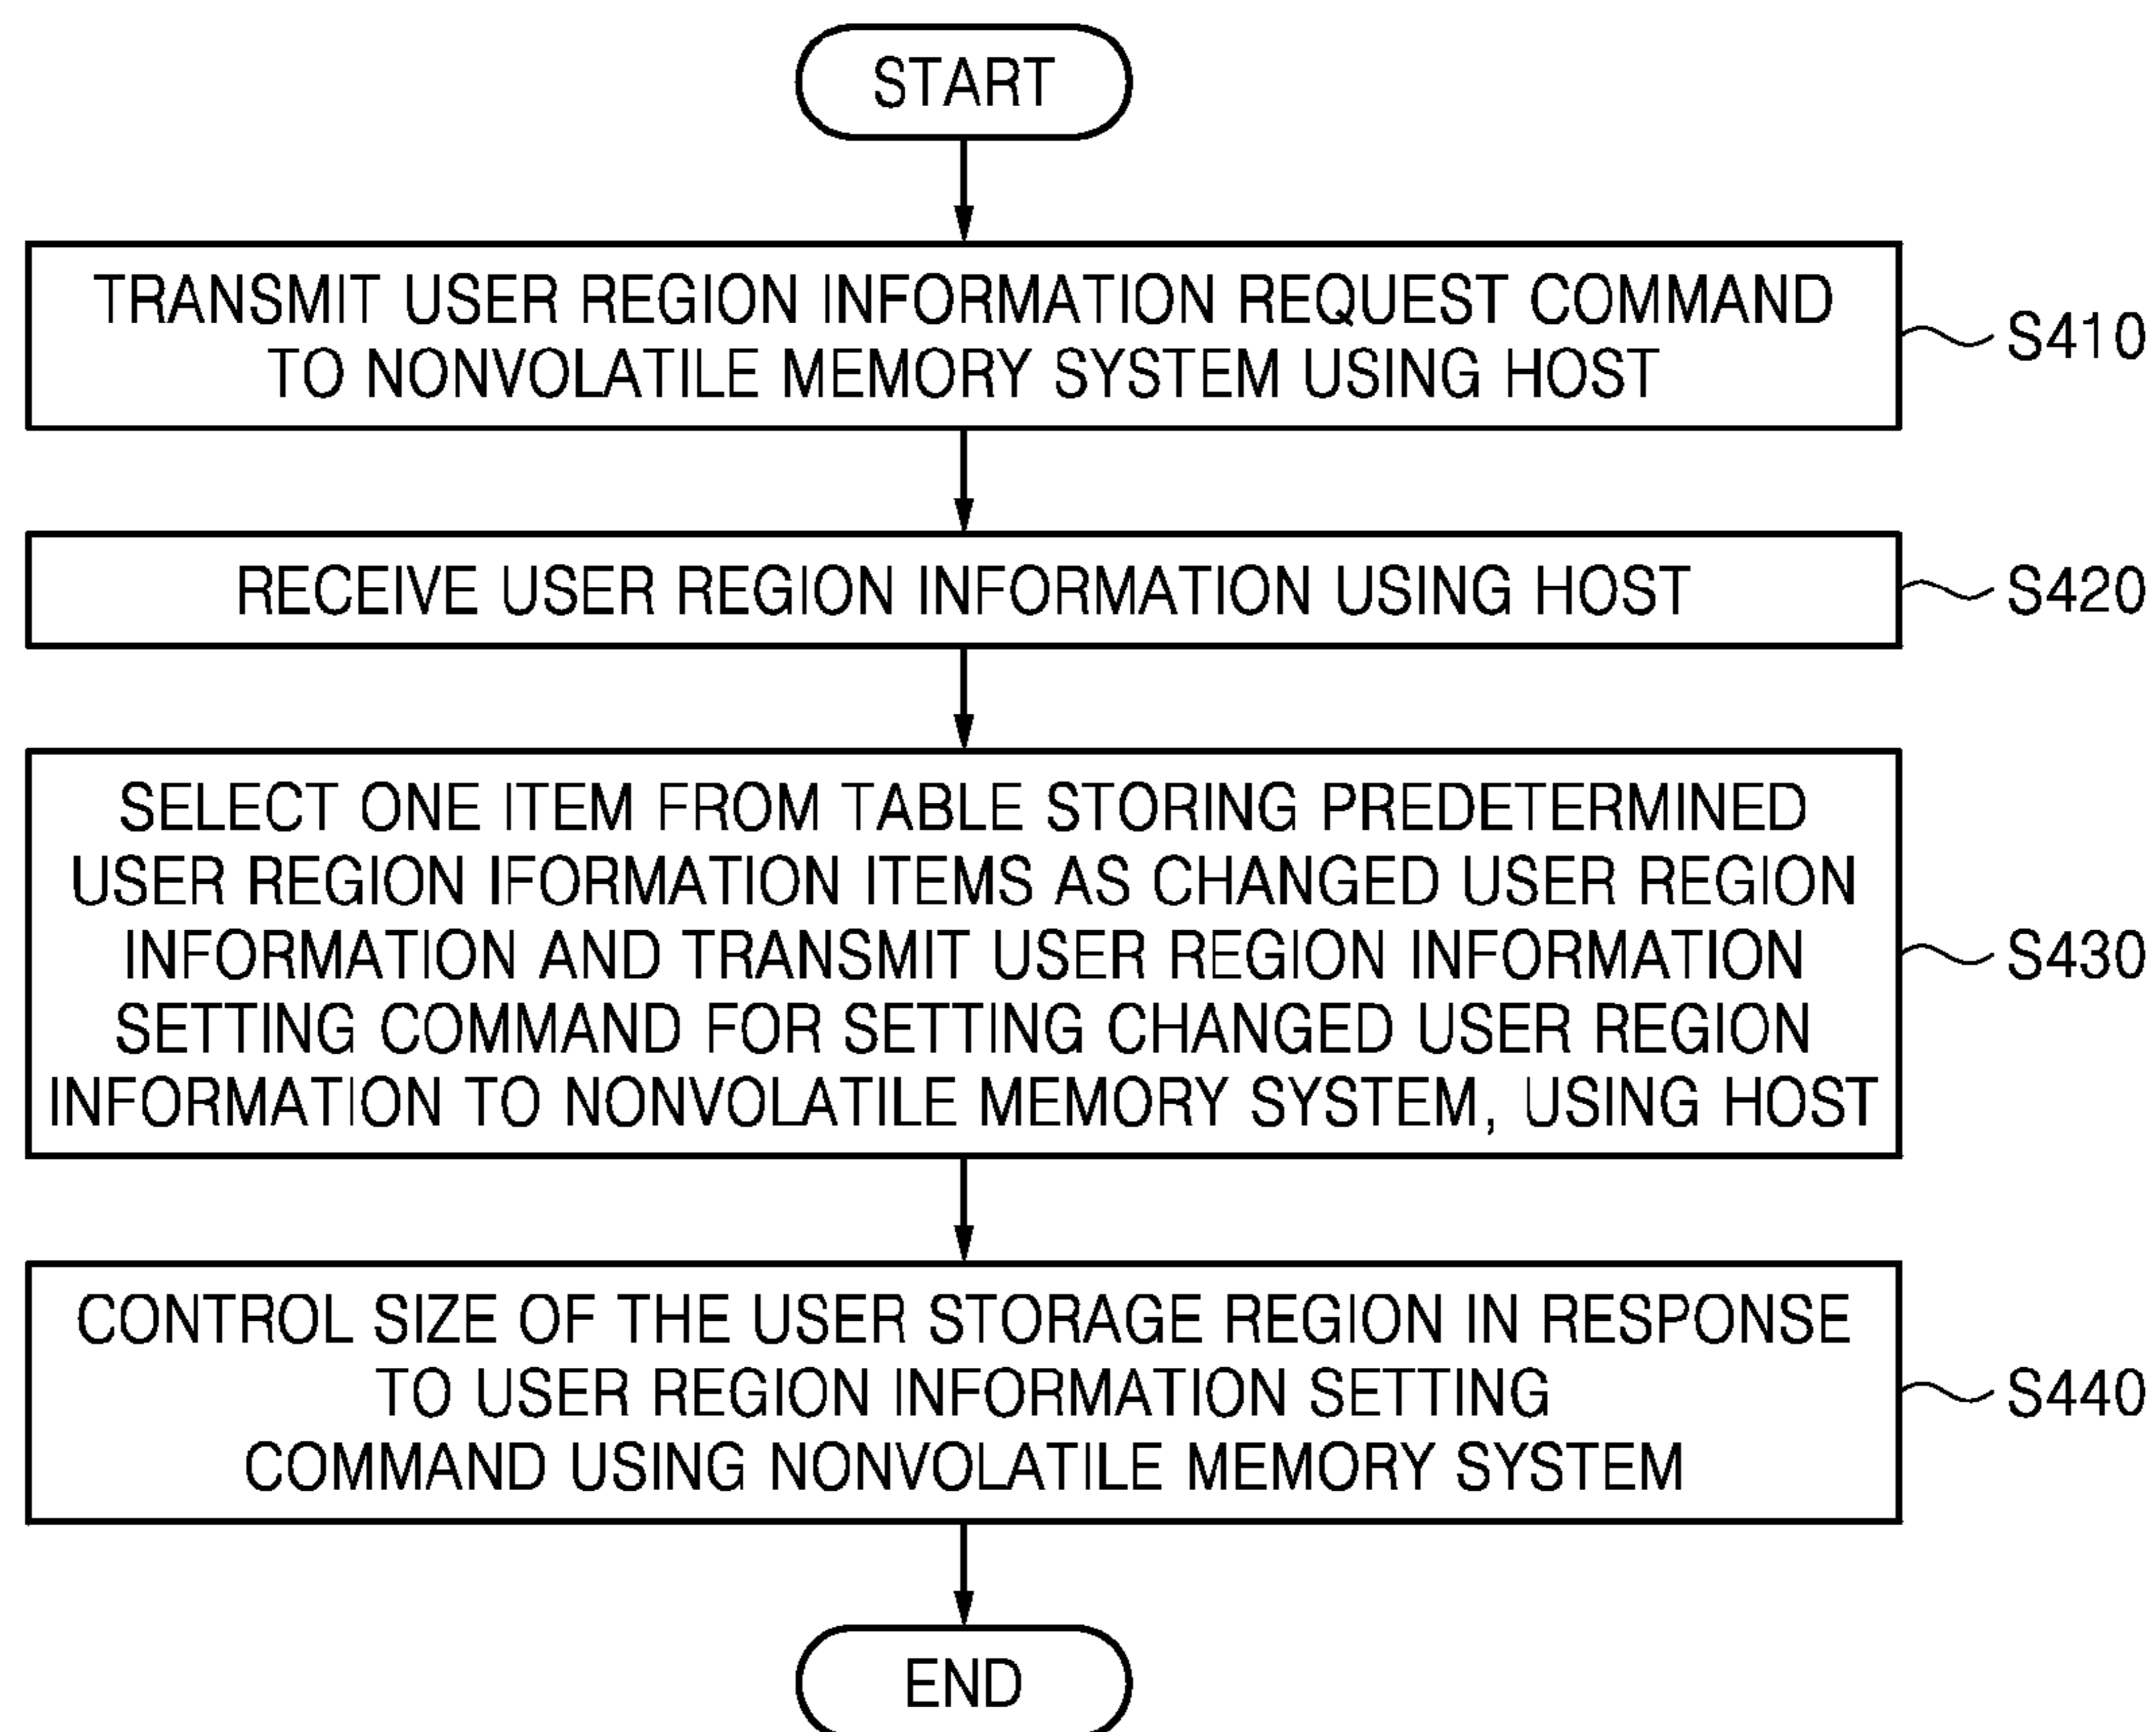 START
TRANSMIT USER REGION INFORMATION REQUEST COMMAND
TO NONVOLATILE MEMORY SYSTEM USING HOST
S410
RECEIVE USER REGION INFORMATION USING HOST
S420
SELECT ONE ITEM FROM TABLE STORING PREDETERMINED
USER REGION IFORMATION ITEMS AS CHANGED USER REGION
INFORMATION AND TRANSMIT USER REGION INFORMATION
SETTING COMMAND FOR SETTING CHANGED USER REGION
INFORMATION TO NONVOLATILE MEMORY SYSTEM, USING HOST
S430
CONTROL SIZE OF THE USER STORAGE REGION IN RESPONSE
TO USER REGION INFORMATION SETTING
COMMAND USING NONVOLATILE MEMORY SYSTEM
S440
END